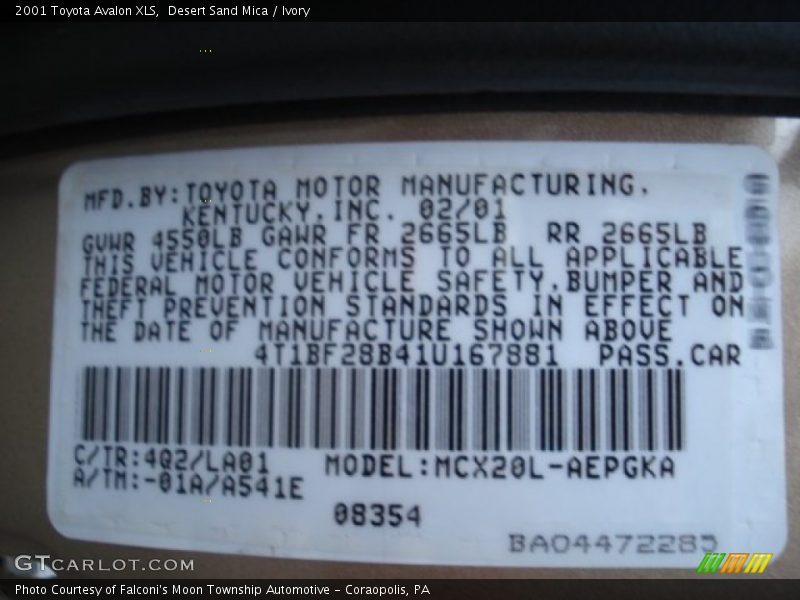 2001 Toyota Avalon XLS,  Desert Sand Mica / Ivory
MFD.BY:TOYOTA MOTOR MANUFACTURING.
KENTUCKY.INC. 02/01
GVWR 4550LB GAWR FR 2665LB RR 2665LB
THIS VEHICLE CONFORMS TO ALL APPLICABLE
FEDERAL MOTOR VEHICLE SAFETY.BUMPER AND
THEFT PREVENTION STANDARDS IN EFFECT ON
THE DATE OF MANUFACTURE SHOWN ABOVE
4T1BF28B41U167881 PASS.CAR
C/TR:4Q2/LA01 MODEL:MCX20L-AEPGKA
A/TM:-01A/A541E
08354
GTCARLOT.COM
Photo Courtesy of Falconi's Moon Township Automotive - Coraopolis, PA